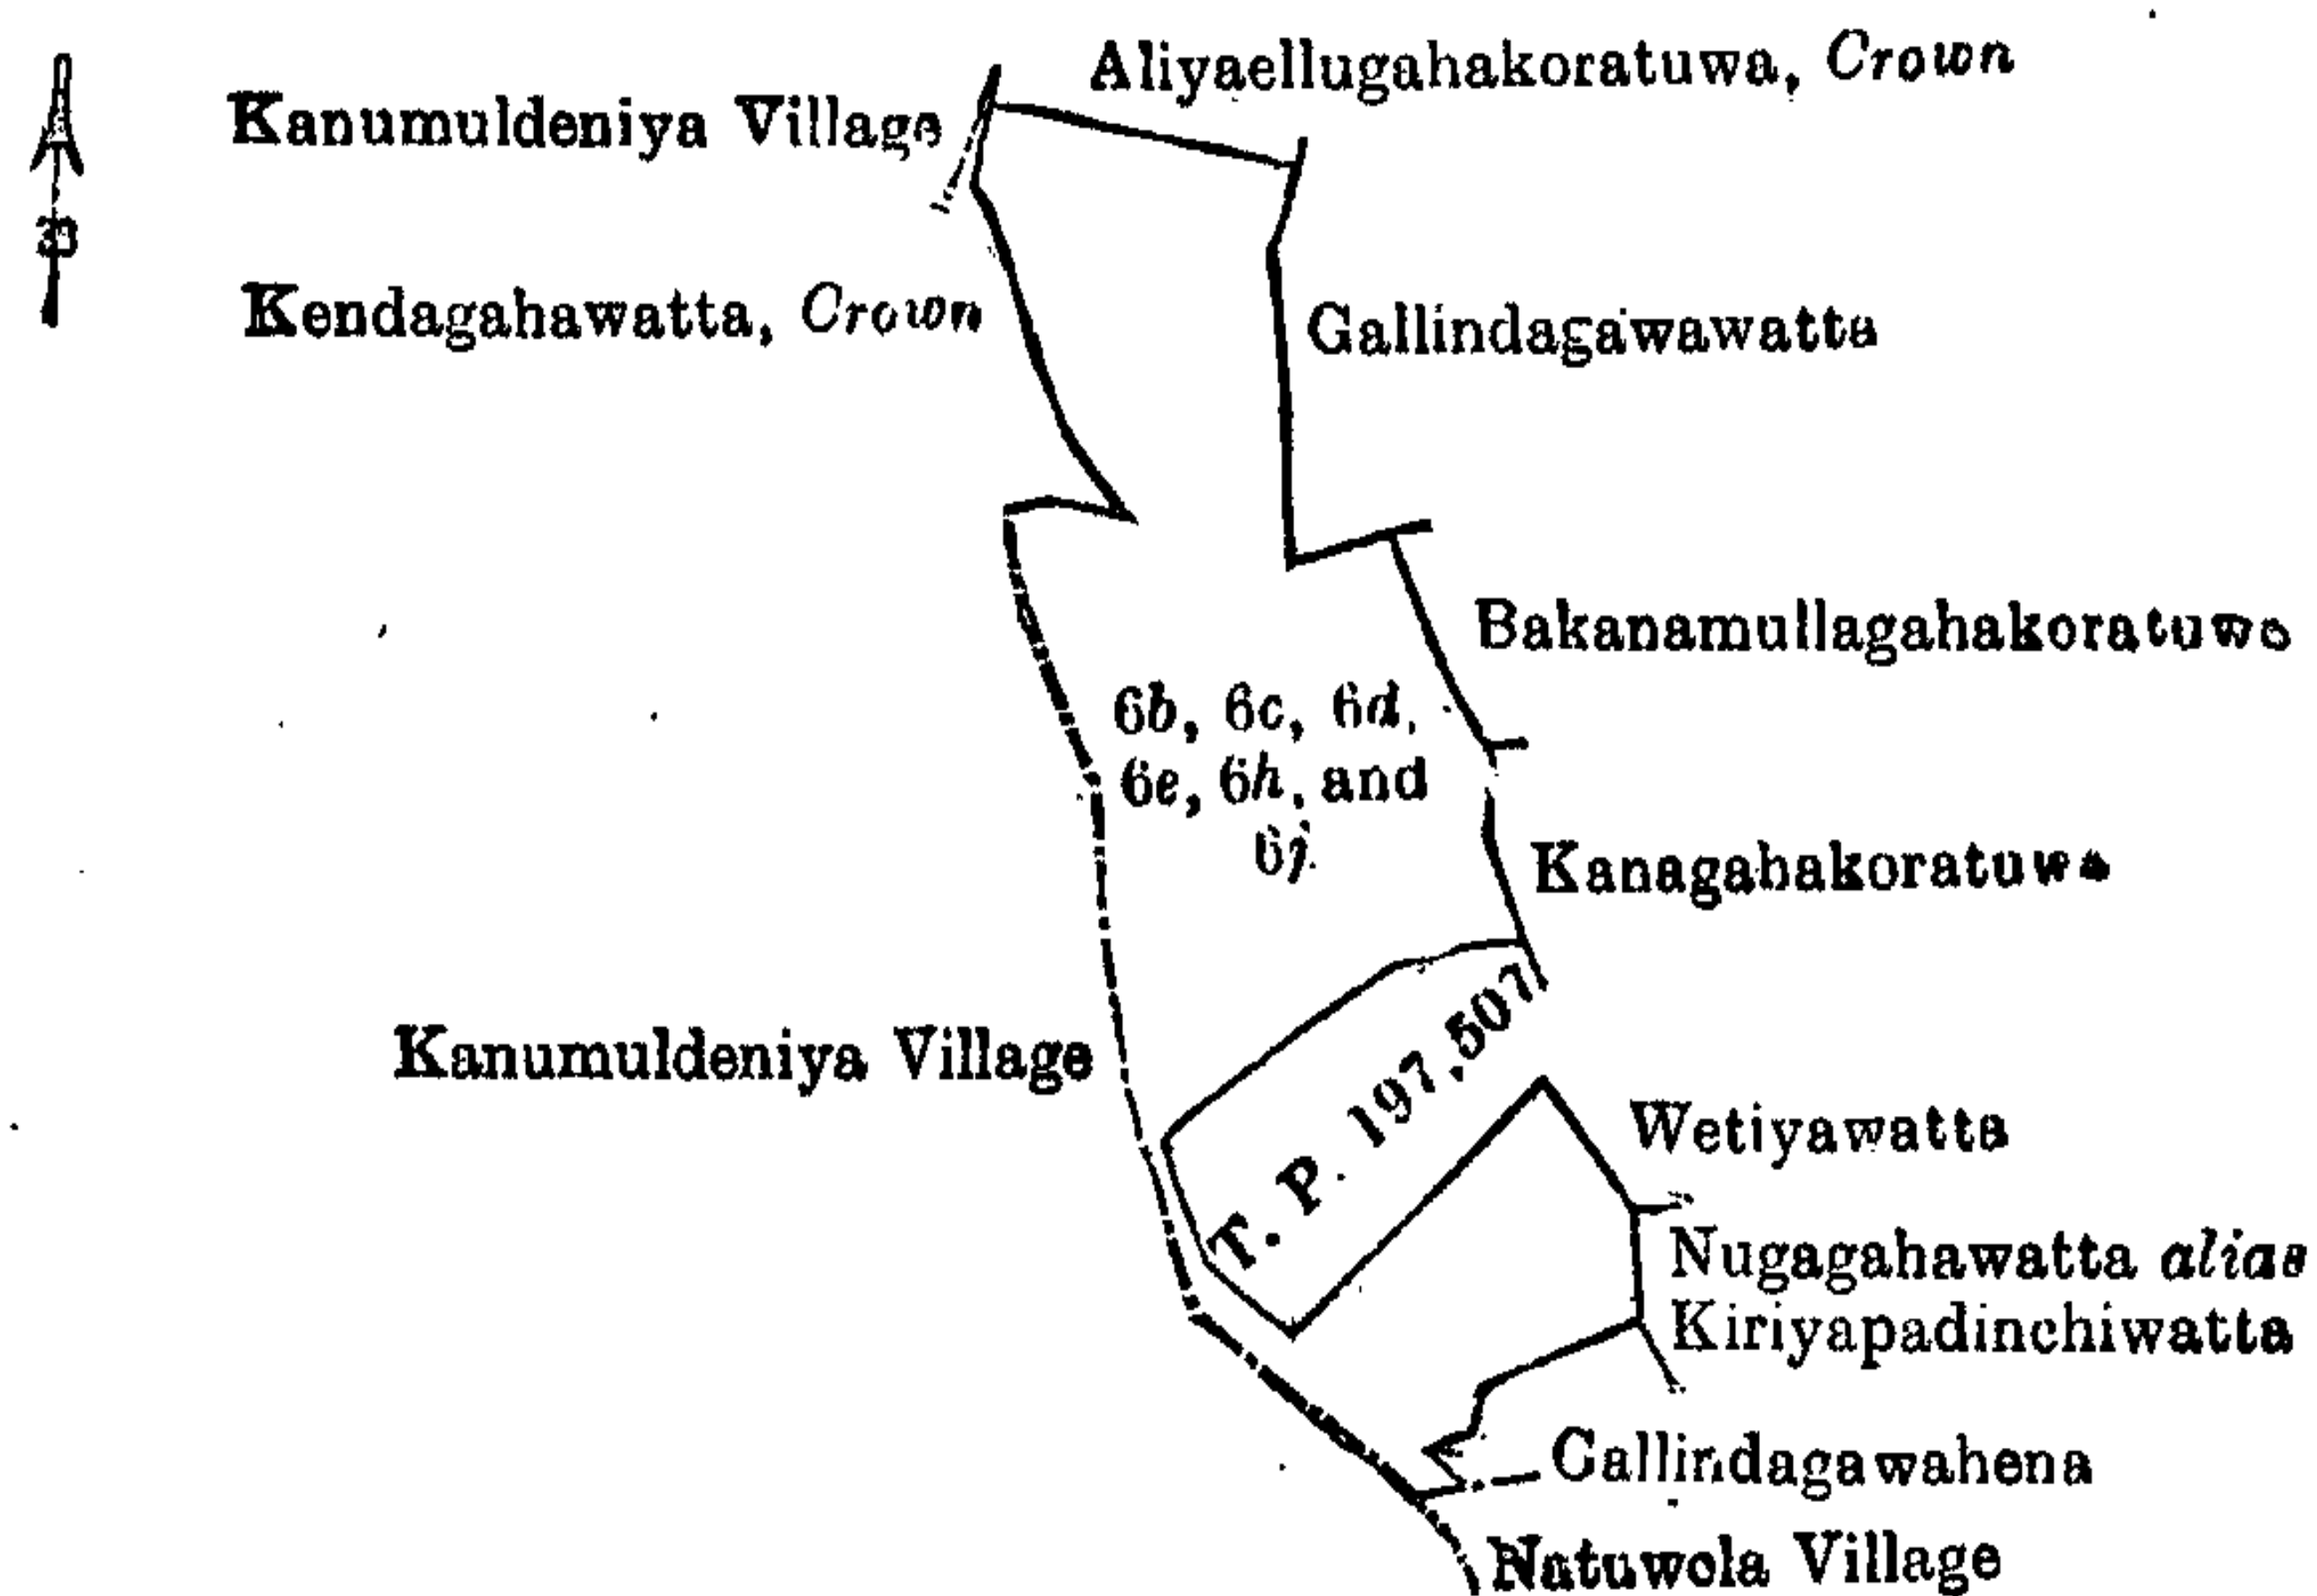 Aliyaellugahakoratuwa, Crown
Kanumuldeniya Village
Kendagahawatta, Crown
Gallindagawawatta
Bakanamullagahakoratuwa
6b, 6c, 6d,
6e, 6h, and
6j.
Kanagahakoratuwa
T. P. 197,507
Kanumuldeniya Village
Wetiyawatta
Nugagahawatta alias
Kiriyapadinchiwatta
Gallindagawahena
Natuwola Village